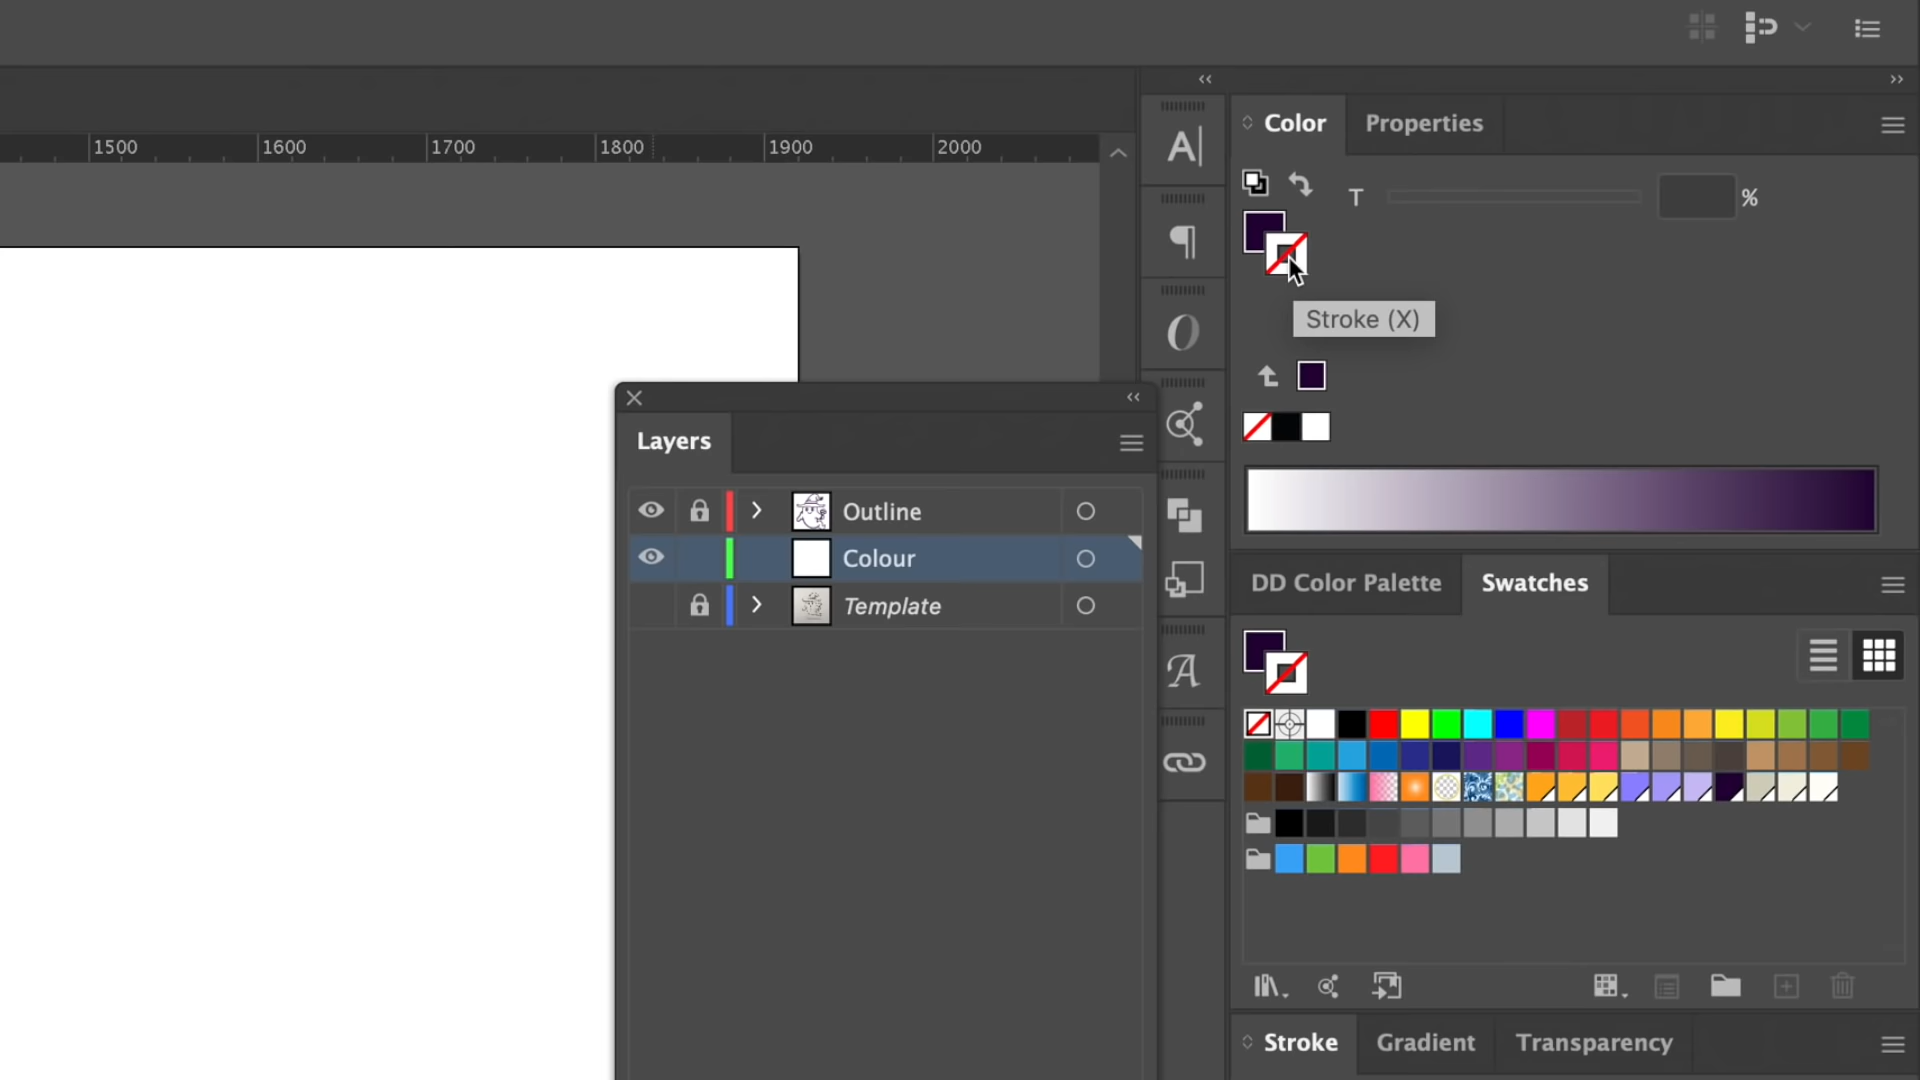 1500 1600 1700 1800 1900 2000
Color Properties
T %
Stroke (X)
Layers
Outline
Colour
Template
DD Color Palette Swatches
Stroke Gradient Transparency